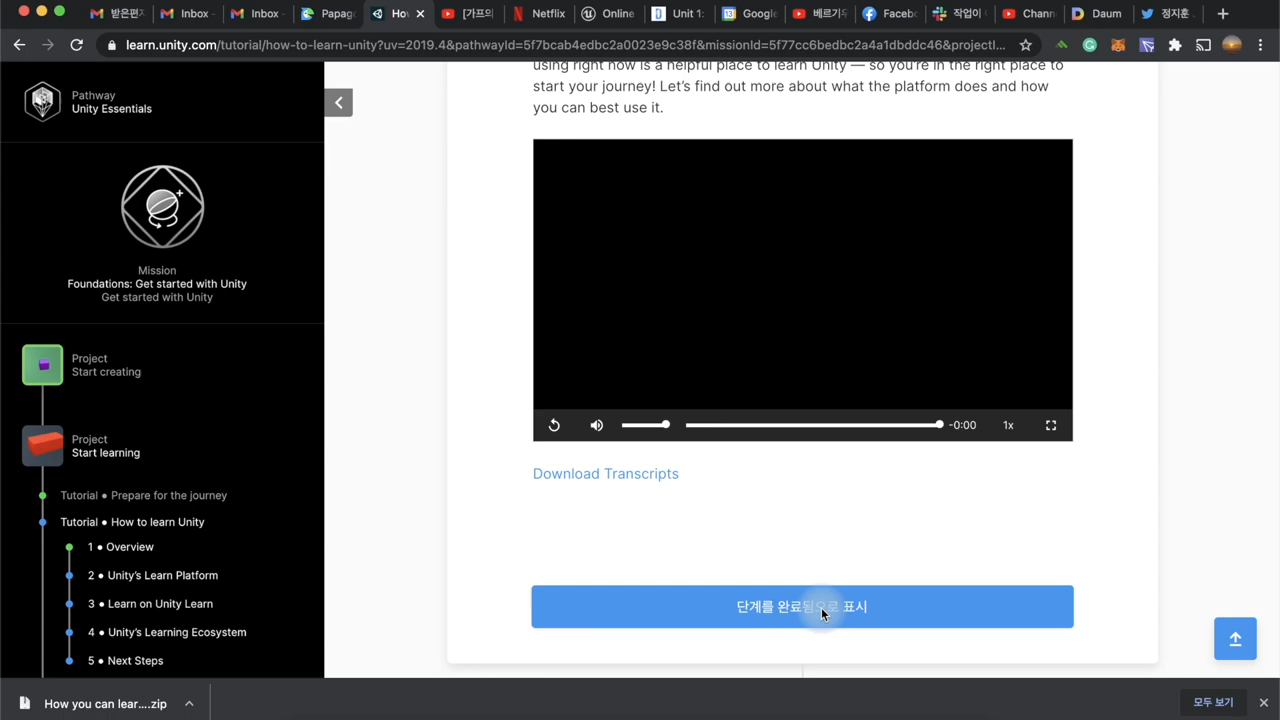 받은편지
Inbox -
Inbox -
Papago
Ho
[가프의
Netflix
Online
Unit 1:
Google
베르기우
Facebo
작업이
Chann
Daum
정지훈
learn.unity.com/tutorial/how-to-learn-unity?uv=2019.4&pathwayId=5f7bcab4edbc2a0023e9c38f&missionId=5f77cc6bedbc2a4a1dbddc46&projectI...
Pathway
Unity Essentials
Mission
Foundations: Get started with Unity
Get started with Unity
Project
Start creating
Project
Start learning
Tutorial ● Prepare for the journey
Tutorial ● How to learn Unity
1 ● Overview
2 ● Unity's Learn Platform
3 ● Learn on Unity Learn
4 ● Unity's Learning Ecosystem
5 ● Next Steps
using right now is a helpful place to learn Unity — so you're in the right place to
start your journey! Let's find out more about what the platform does and how
you can best use it.
-0:00
1x
Download Transcripts
단계를 완료됨으로 표시
How you can lear....zip
모두 보기